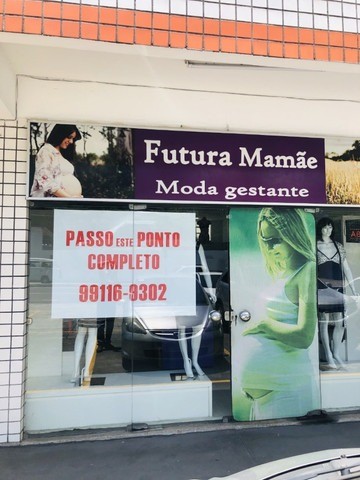 Futura Mamãe
Moda gestante
PASSO ESTE PONTO
COMPLETO
99116-9302